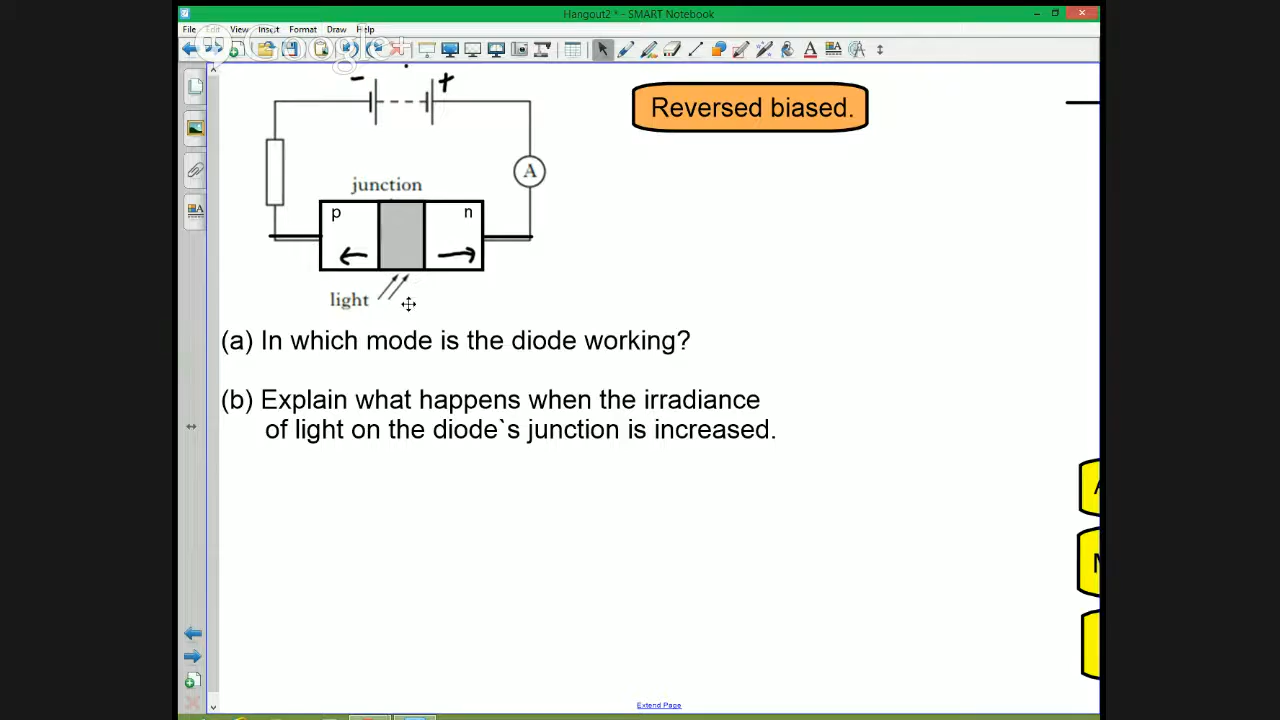 Hangout2 * - SMART Notebook
File Edit View Insert Format Draw Help
Google+
- +
Reversed biased.
A
junction
p n
light
(a) In which mode is the diode working?
(b) Explain what happens when the irradiance
of light on the diode`s junction is increased.
Extend Page